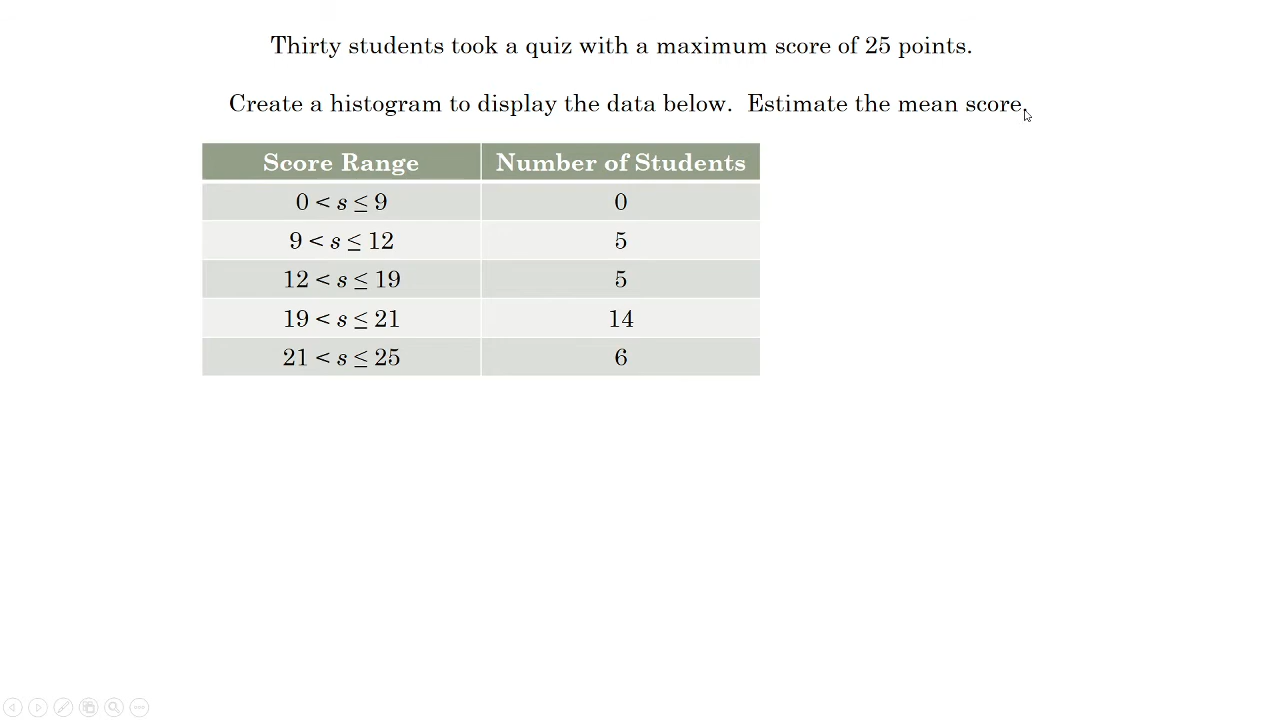 Thirty students took a quiz with a maximum score of 25 points.
Create a histogram to display the data below. Estimate the mean score.
Score Range Number of Students
0 < s ≤ 9 0
9 < s ≤ 12 5
12 < s ≤ 19 5
19 < s ≤ 21 14
21 < s ≤ 25 6